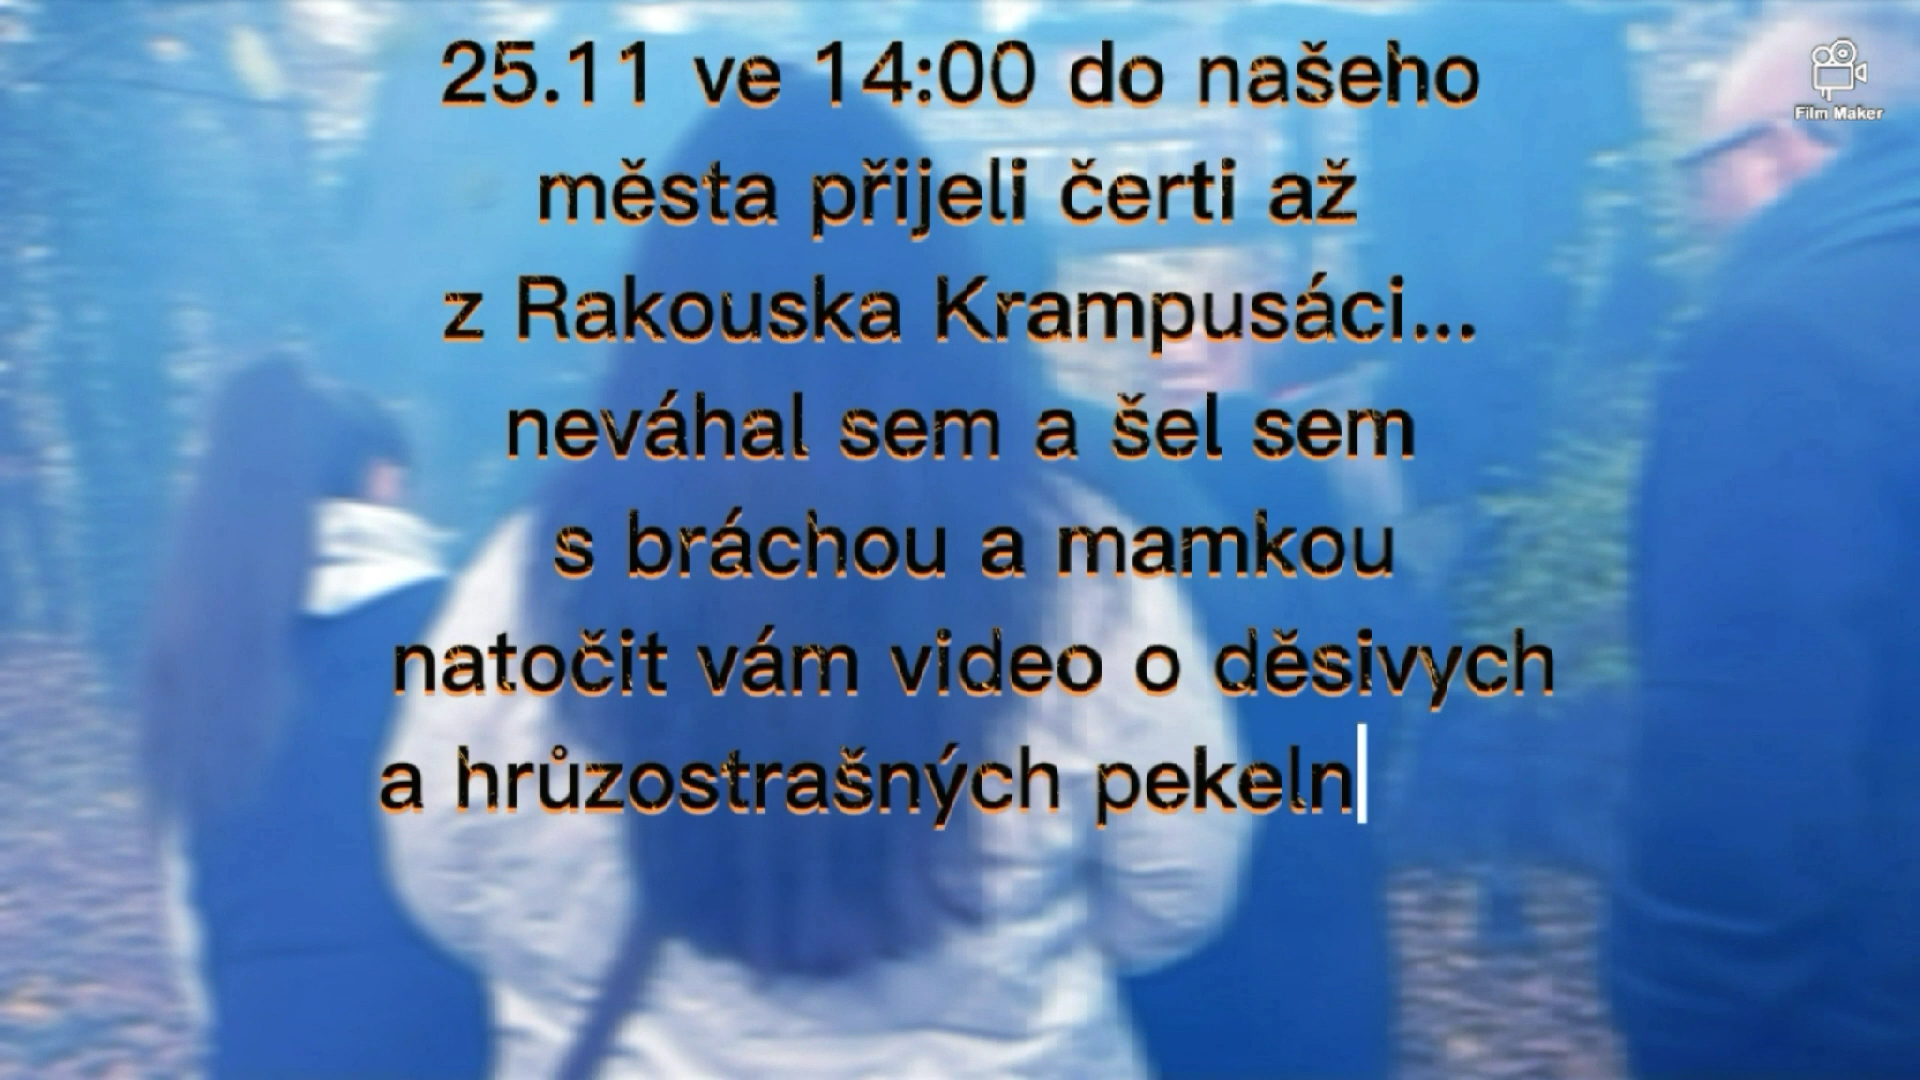 25.11 ve 14:00 do našeho
města přijeli čerti až
z Rakouska Krampusáci...
neváhal sem a šel sem
s bráchou a mamkou
natočit vám video o děsivych
a hrůzostrašných pekeln
Film Maker